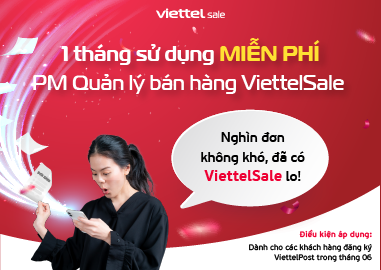 viettel sale
1 tháng sử dụng MIỄN PHÍ
PM Quản lý bán hàng ViettelSale
Nghìn đơn
không khó, đã có
ViettelSale lo!
Điều kiện áp dụng:
Dành cho các khách hàng đăng ký
ViettelPost trong tháng 06